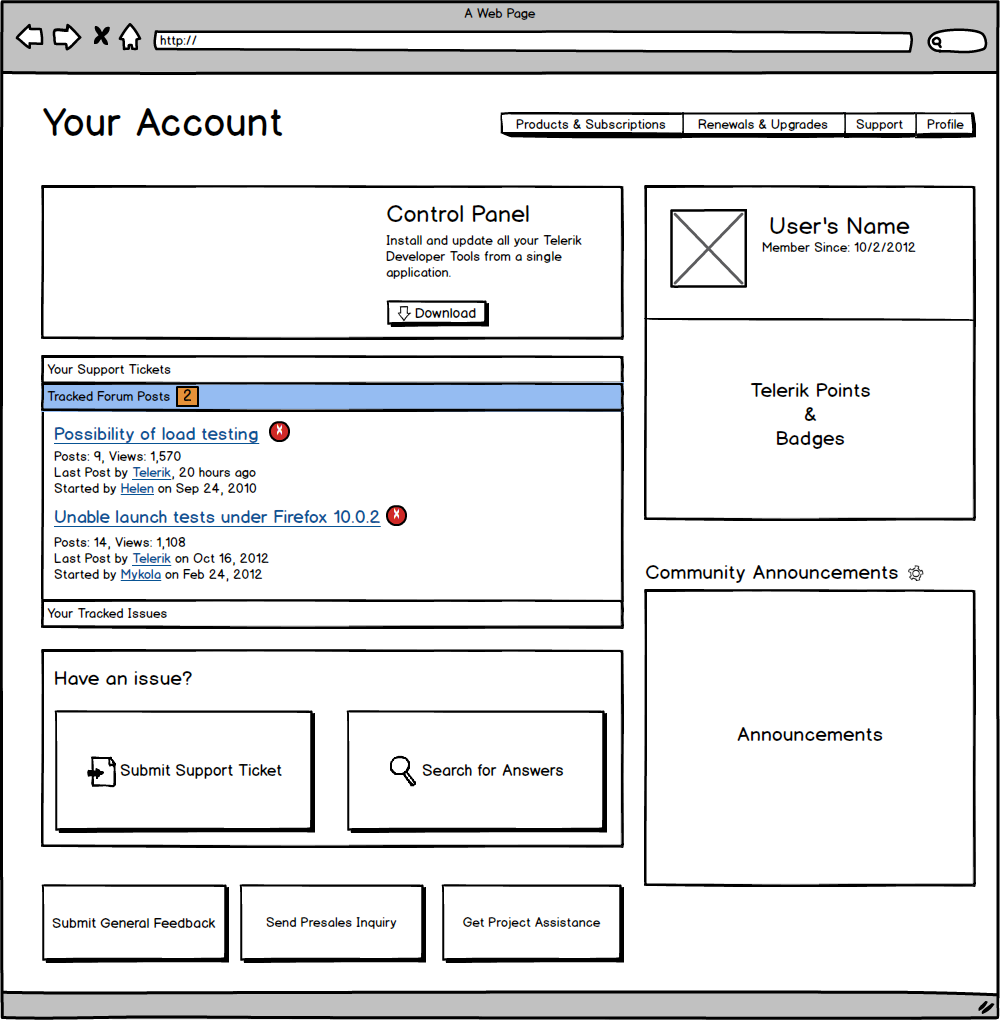 A Web Page
http://
Your Account
Products & Subscriptions
Renewals & Upgrades
Support
Profile
Control Panel
Install and update all your Telerik
Developer Tools from a single
application.
Download
User's Name
Member Since: 10/2/2012
Telerik Points
&
Badges
Your Support Tickets
Tracked Forum Posts 2
Possibility of load testing X
Posts: 9, Views: 1,570
Last Post by Telerik, 20 hours ago
Started by Helen on Sep 24, 2010
Unable launch tests under Firefox 10.0.2 X
Posts: 14, Views: 1,108
Last Post by Telerik on Oct 16, 2012
Started by Mykola on Feb 24, 2012
Your Tracked Issues
Community Announcements
Announcements
Have an issue?
Submit Support Ticket
Search for Answers
Submit General Feedback
Send Presales Inquiry
Get Project Assistance